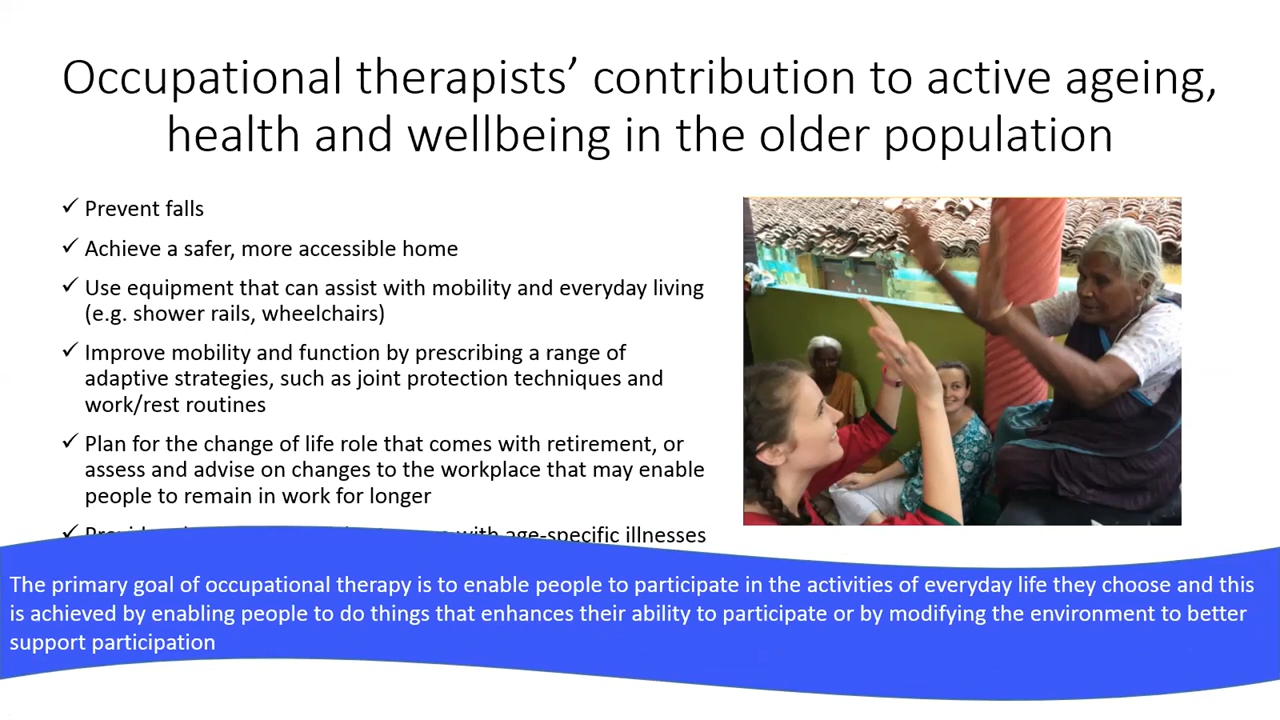 Occupational therapists’ contribution to active ageing,
health and wellbeing in the older population
✓ Prevent falls
✓ Achieve a safer, more accessible home
✓ Use equipment that can assist with mobility and everyday living
(e.g. shower rails, wheelchairs)
✓ Improve mobility and function by prescribing a range of
adaptive strategies, such as joint protection techniques and
work/rest routines
✓ Plan for the change of life role that comes with retirement, or
assess and advise on changes to the workplace that may enable
people to remain in work for longer
✓ with age-specific illnesses
The primary goal of occupational therapy is to enable people to participate in the activities of everyday life they choose and this
is achieved by enabling people to do things that enhances their ability to participate or by modifying the environment to better
support participation